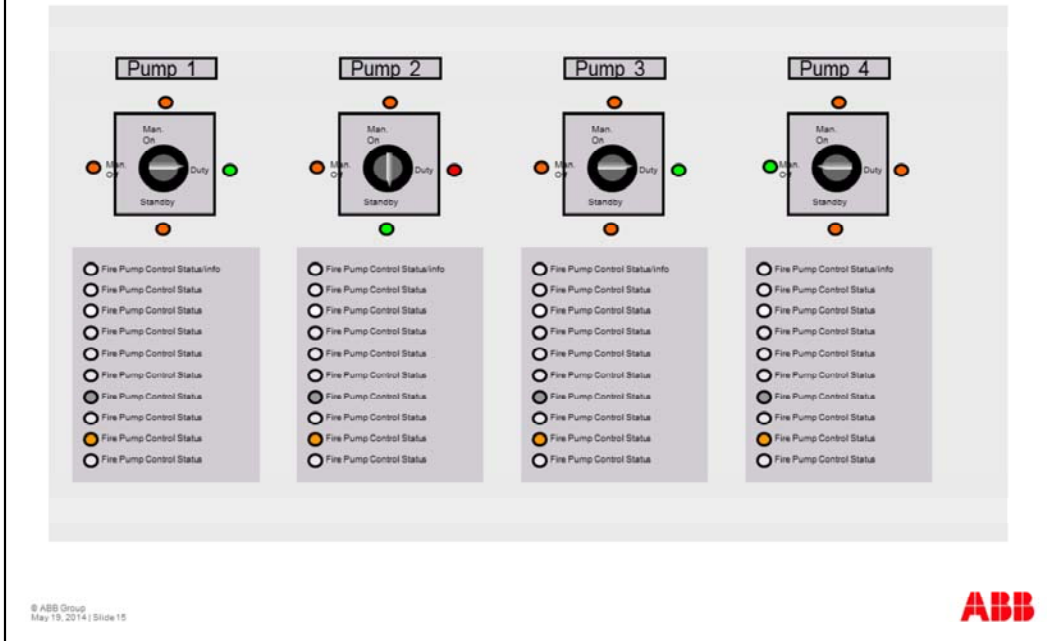 Pump 1
Pump 2
Pump 3
Pump 4
Man.
On
Man.
Off
Duty
Standby
Man.
On
Man.
Off
Duty
Standby
Man.
On
Man.
Off
Duty
Standby
Man.
On
Man.
Off
Duty
Standby
Fire Pump Control Status/info
Fire Pump Control Status
Fire Pump Control Status
Fire Pump Control Status
Fire Pump Control Status
Fire Pump Control Status
Fire Pump Control Status
Fire Pump Control Status
Fire Pump Control Status
Fire Pump Control Status
Fire Pump Control Status/info
Fire Pump Control Status
Fire Pump Control Status
Fire Pump Control Status
Fire Pump Control Status
Fire Pump Control Status
Fire Pump Control Status
Fire Pump Control Status
Fire Pump Control Status
Fire Pump Control Status
Fire Pump Control Status/info
Fire Pump Control Status
Fire Pump Control Status
Fire Pump Control Status
Fire Pump Control Status
Fire Pump Control Status
Fire Pump Control Status
Fire Pump Control Status
Fire Pump Control Status
Fire Pump Control Status
Fire Pump Control Status/info
Fire Pump Control Status
Fire Pump Control Status
Fire Pump Control Status
Fire Pump Control Status
Fire Pump Control Status
Fire Pump Control Status
Fire Pump Control Status
Fire Pump Control Status
Fire Pump Control Status
© ABB Group
May 19, 2014 | Slide 15
ABB